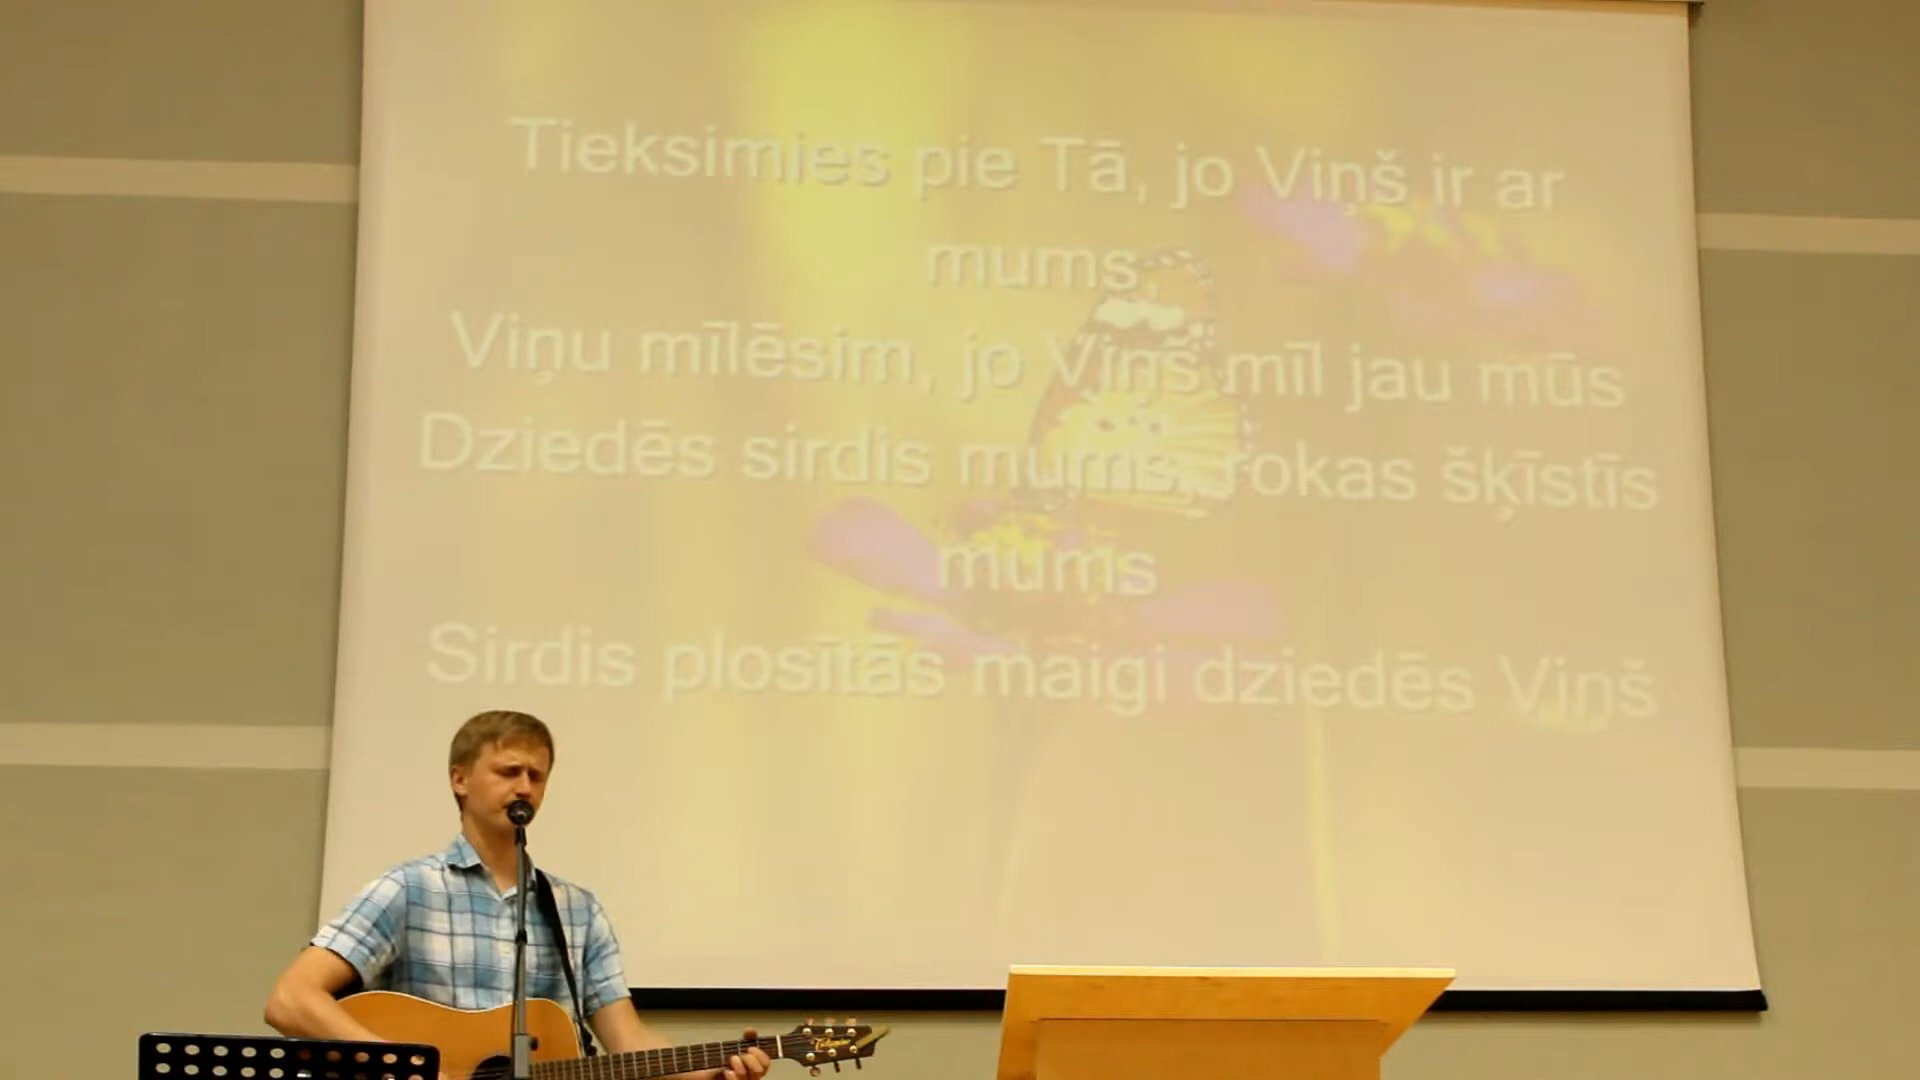 Tieksimies pie Tā, jo Viņš ir ar
mums
Viņu mīlēsim, jo Viņš mīl jau mūs
Dziedēs sirdis mums, rokas šķīstīs
mums
Sirdis plosītās maigi dziedēs Viņš